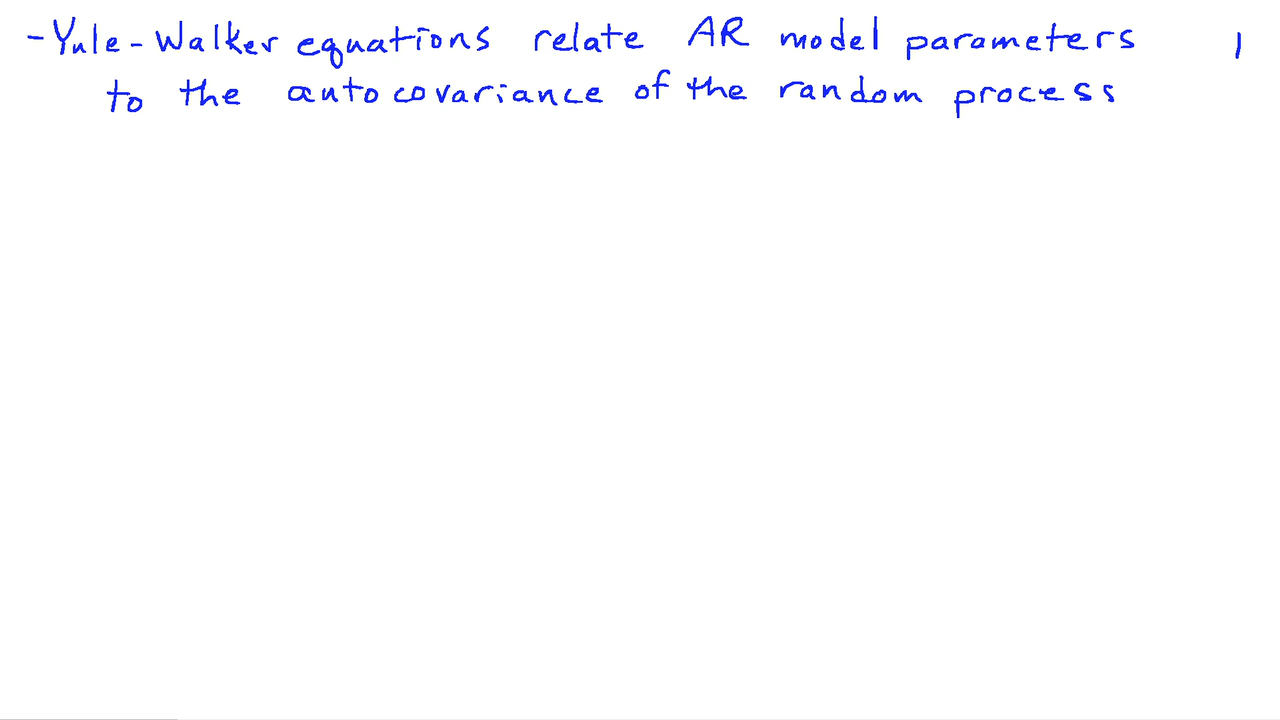 - Yule-Walker equations relate AR model parameters 1
to the autocovariance of the random process